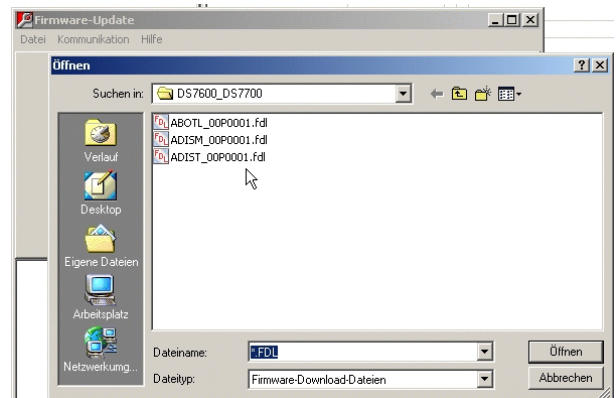 Firmware-Update
Datei Kommunikation Hilfe
Öffnen
Suchen in: DS7600_DS7700
ABOTL_00P0001.fdl
ADISM_00P0001.fdl
ADIST_00P0001.fdl
Verlauf
Desktop
Eigene Dateien
Arbeitsplatz
Netzwerkumg...
Dateiname: *.FDL Öffnen
Dateityp: Firmware-Download-Dateien Abbrechen